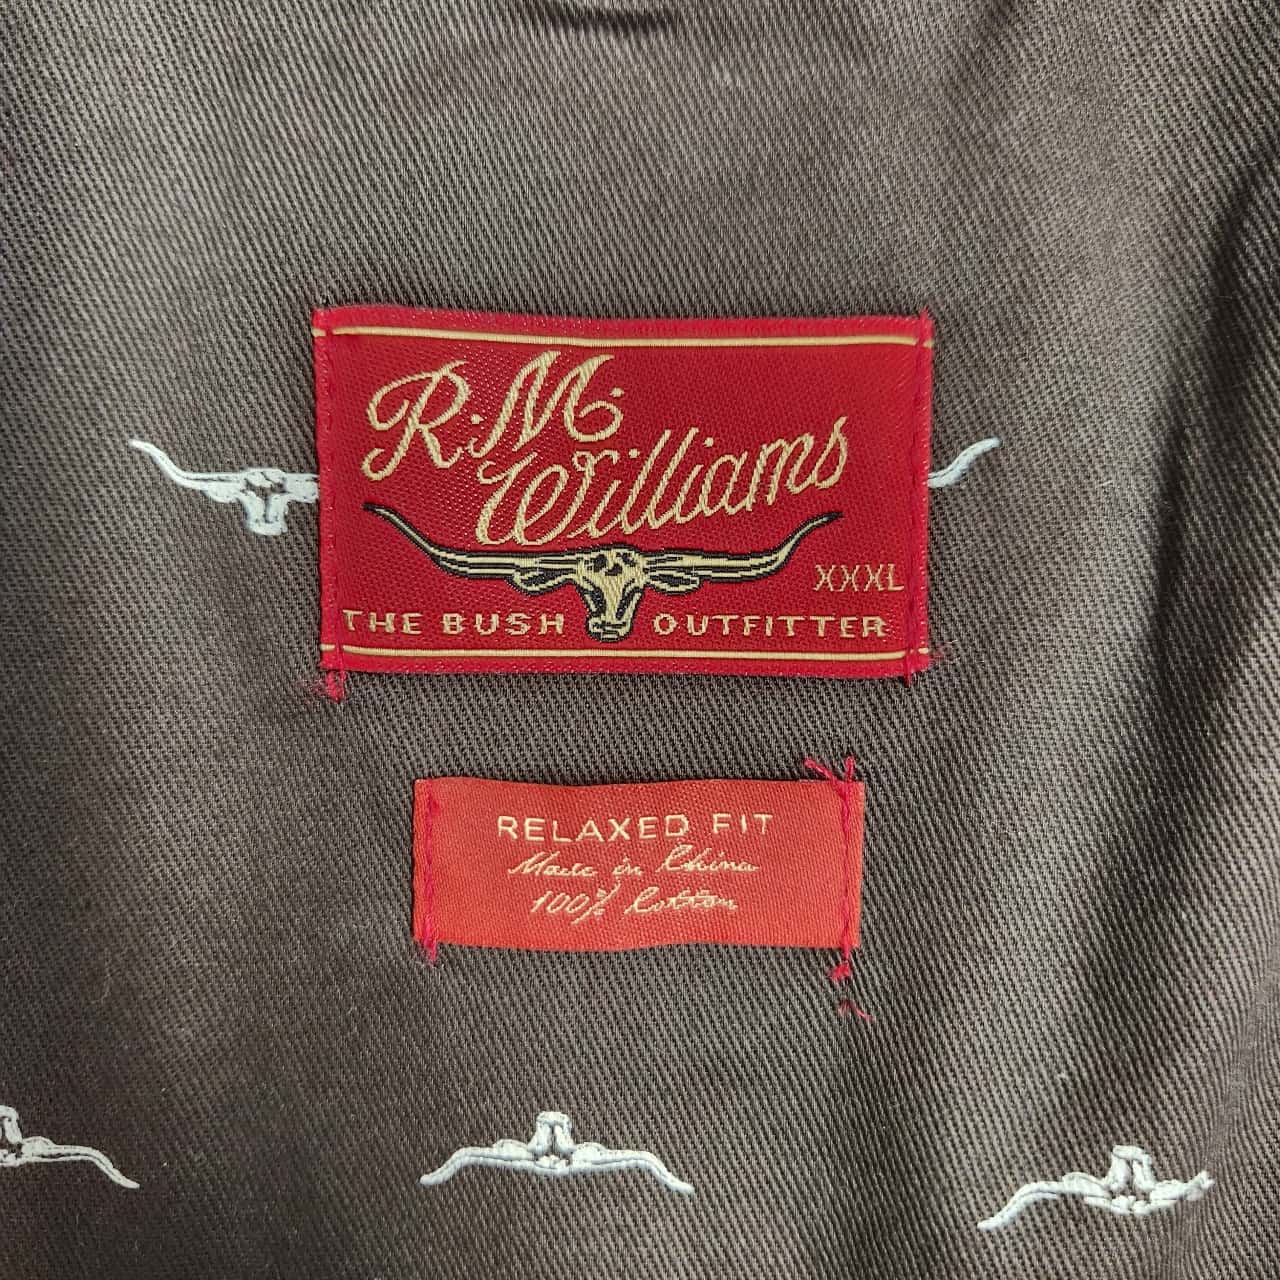 R.M.
Williams
XXXL
THE BUSH OUTFITTER
RELAXED FIT
Made in China
100% Cotton